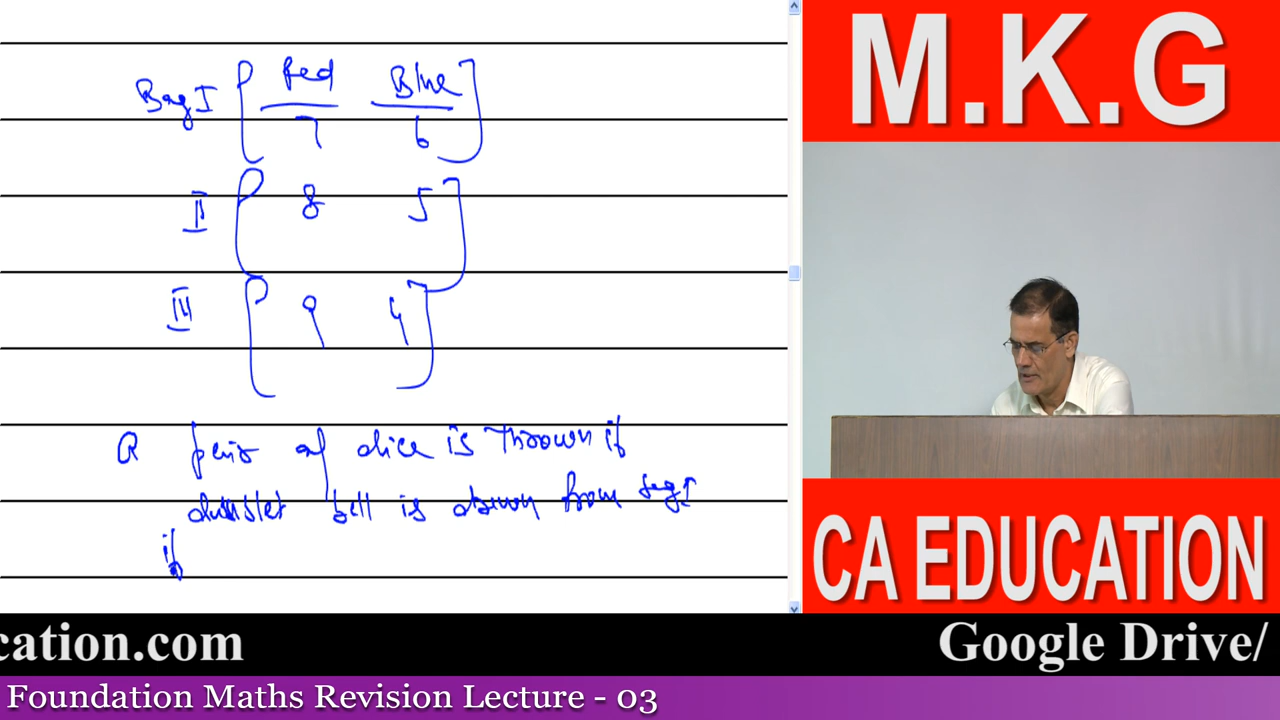 Bag I Red Blue
7 6
II 8 5
III 9 4
A pair of dice is thrown if
dublet ball is drawn from bag I
if
M.K.G
CA EDUCATION
cation.com Google Drive/
Foundation Maths Revision Lecture - 03